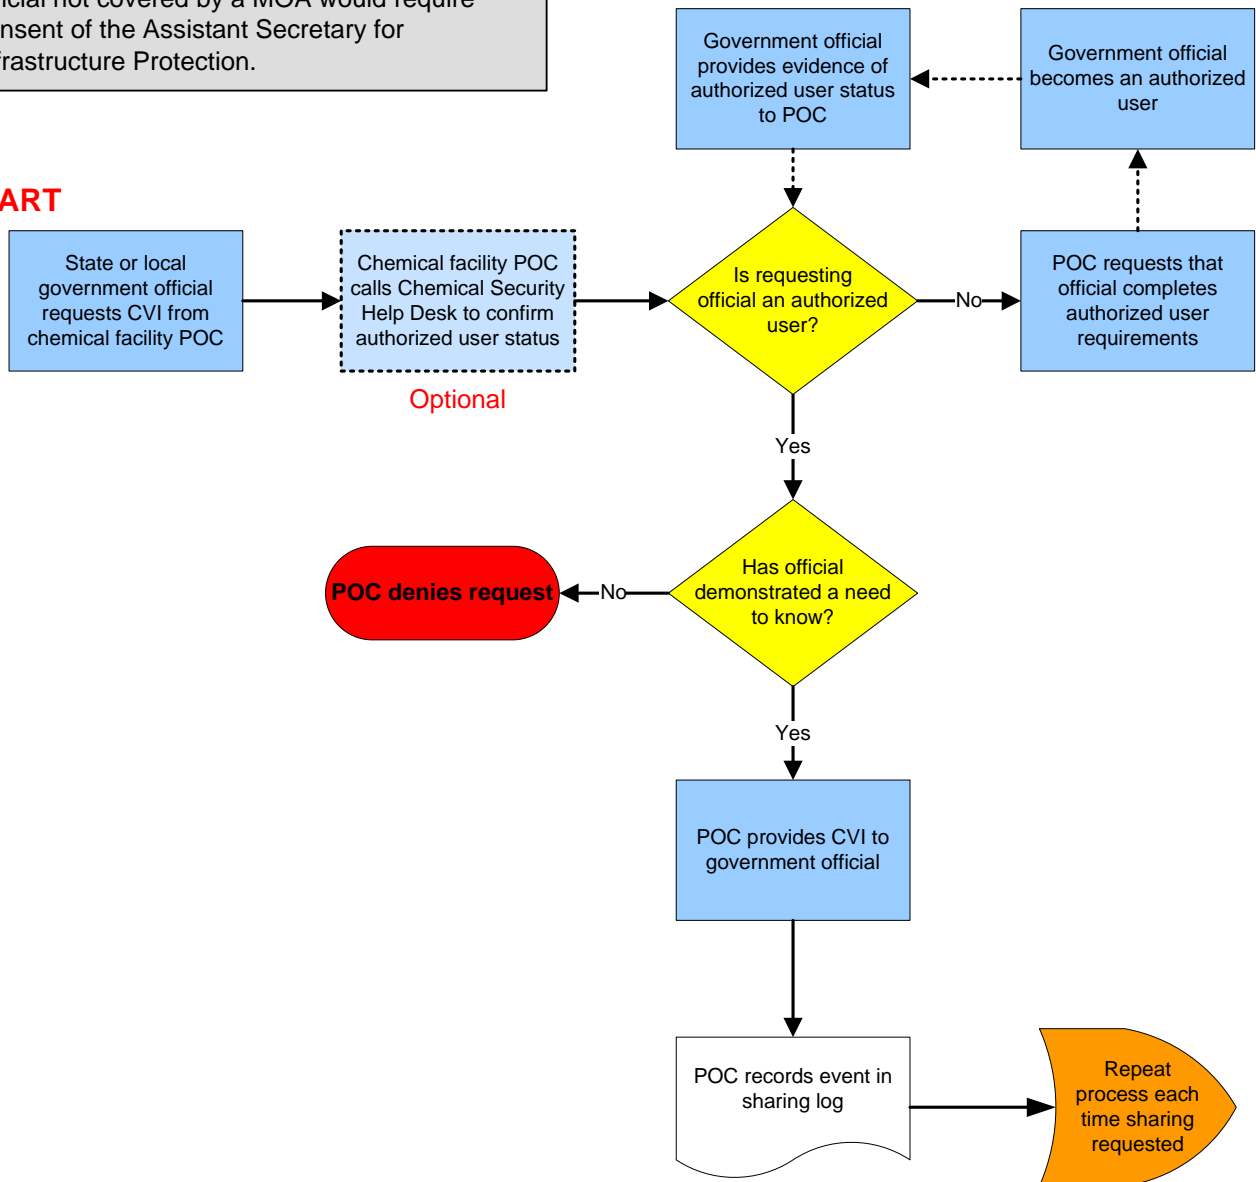 consent of the Assistant Secretary for
Infrastructure Protection.
Government official
provides evidence of
authorized user status
to POC
Government official
becomes an authorized
user
State or local
government official
requests CVI from
chemical facility POC
Chemical facility POC
calls Chemical Security
Help Desk to confirm
authorized user status
Optional
Is requesting
official an authorized
user?
No
POC requests that
official completes
authorized user
requirements
Yes
Has official
demonstrated a need
to know?
No
POC denies request
Yes
POC provides CVI to
government official
POC records event in
sharing log
Repeat
process each
time sharing
requested